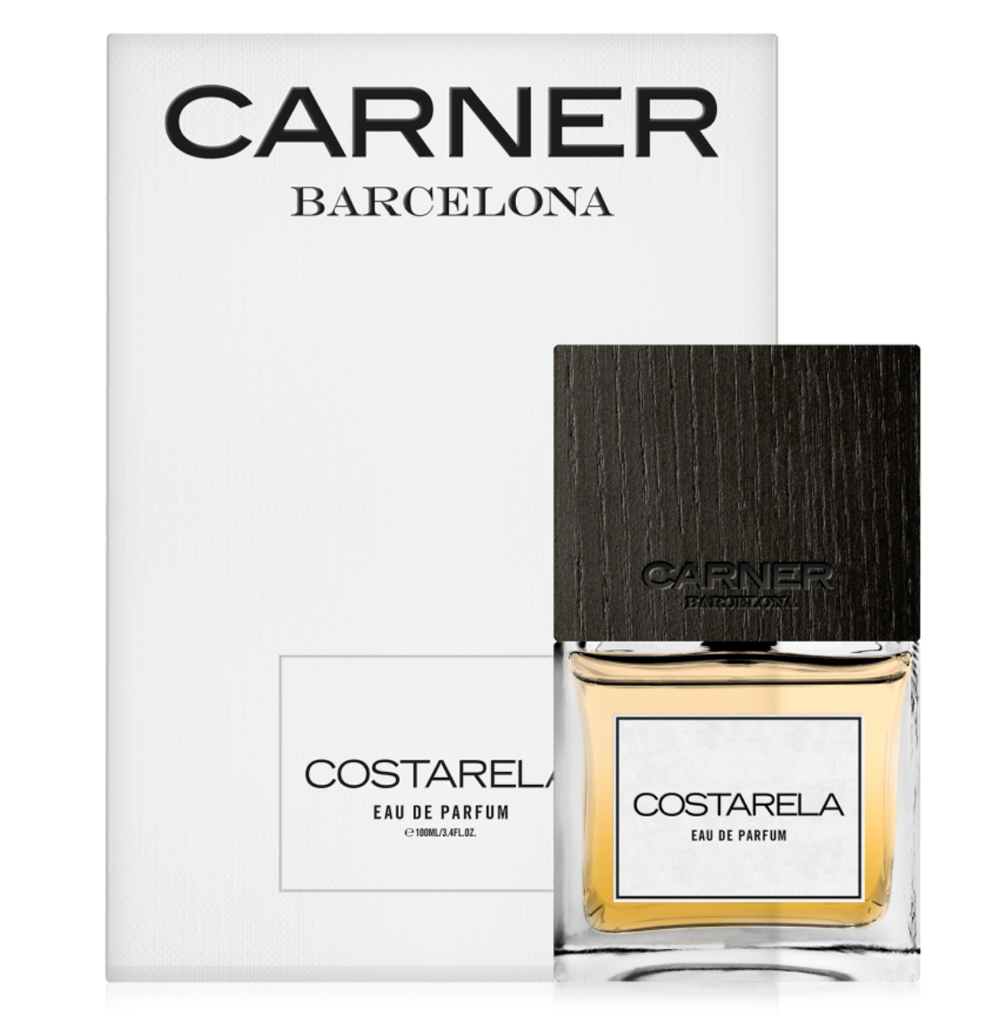 CARNER
BARCELONA
COSTARELA
EAU DE PARFUM
℮100ML/3.4FL.OZ.
CARNER
BARCELONA
COSTARELA
EAU DE PARFUM